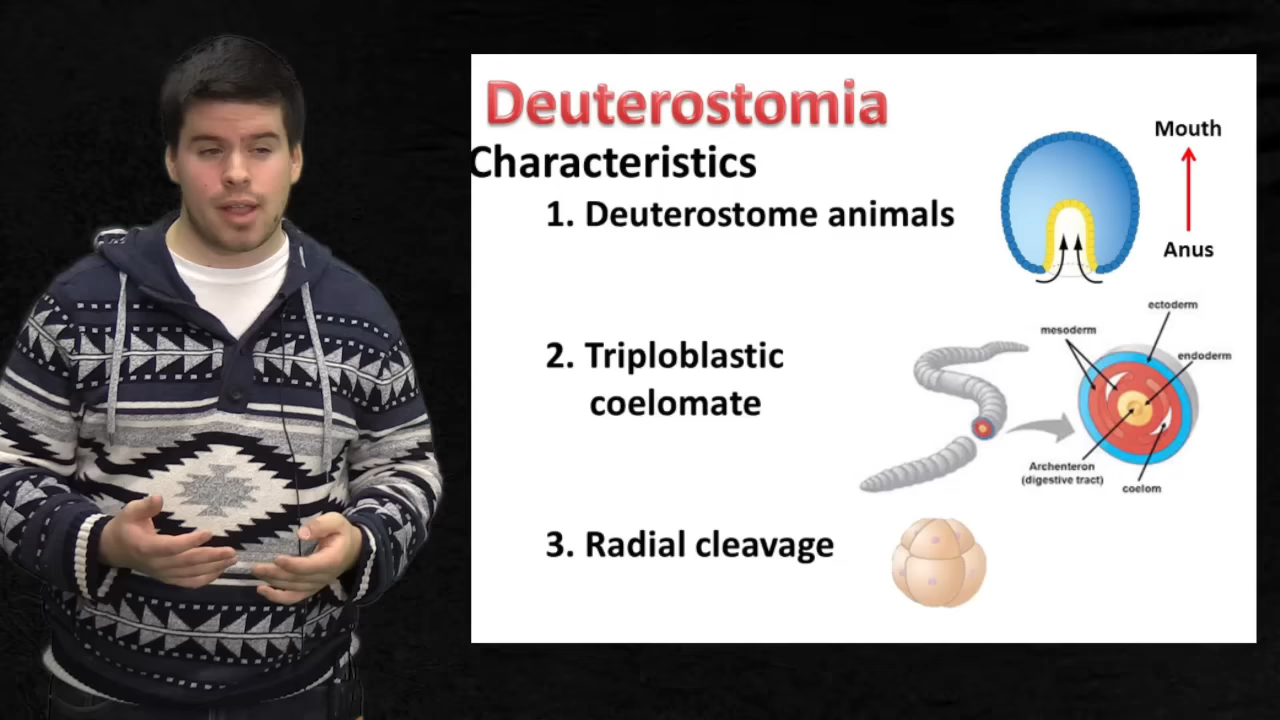 Deuterostomia
Characteristics
1. Deuterostome animals
Mouth
Anus
2. Triploblastic
coelomate
ectoderm
mesoderm
endoderm
Archenteron
(digestive tract)
coelom
3. Radial cleavage